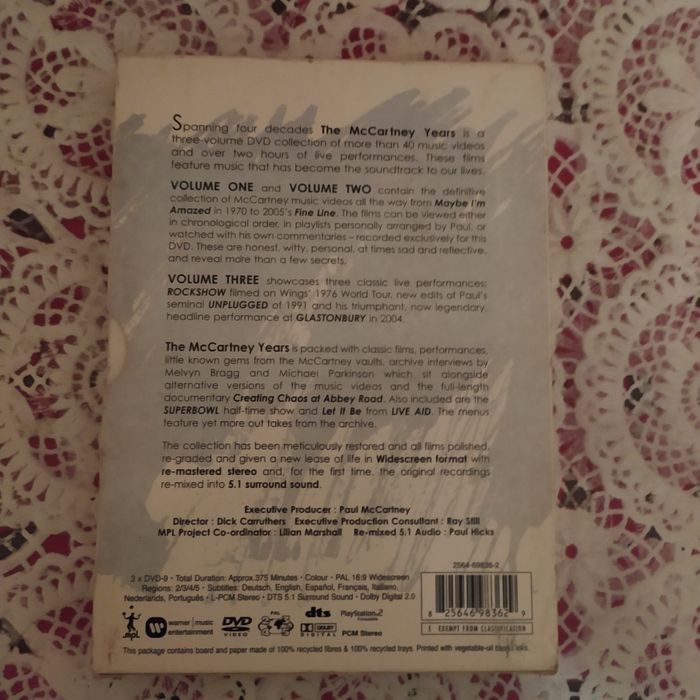 Spanning four decades The McCartney Years is a
three-volume DVD collection of more than 40 music videos
and over two hours of live performances. These films
feature music that has become the soundtrack to our lives.
VOLUME ONE and VOLUME TWO contain the definitive
collection of McCartney music videos all the way from Maybe I'm
Amazed in 1970 to 2005's Fine Line. The films can be viewed either
in chronological order, in playlists personally arranged by Paul, or
watched with his own commentaries – recorded exclusively for this
DVD. These are honest, witty, personal, at times sad and reflective,
and reveal more than a few secrets.
VOLUME THREE showcases three classic live performances:
ROCKSHOW filmed on Wings' 1976 World Tour, new edits of Paul's
seminal UNPLUGGED of 1991 and his triumphant, now legendary,
headline performance at GLASTONBURY in 2004.
The McCartney Years is packed with classic films, performances,
little known gems from the McCartney vaults, archive interviews by
Melvyn Bragg and Michael Parkinson which sit alongside
alternative versions of the music videos and the full-length
documentary Creating Chaos at Abbey Road. Also included are the
SUPERBOWL half-time show and Let It Be from LIVE AID. The menus
feature yet more out takes from the archive.
The collection has been meticulously restored and all films polished,
re-graded and given a new lease of life in Widescreen format with
re-mastered stereo and, for the first time, the original recordings
re-mixed into 5.1 surround sound.
Executive Producer : Paul McCartney
Director : Dick Carruthers Executive Production Consultant : Ray Still
MPL Project Co-ordinator : Lilian Marshall Re-mixed 5.1 Audio : Paul Hicks
2564-69836-2
3 x DVD-9 · Total Duration: Approx.375 Minutes · Colour · PAL 16:9 Widescreen
Regions: 2/3/4/5 · Subtitles: Deutsch, English, Español, Français, Italiano,
Nederlands, Português · L-PCM Stereo · DTS 5.1 Surround Sound · Dolby Digital 2.0
8 25646 98362 9
E EXEMPT FROM CLASSIFICATION
mpl
warner music
entertainment
DVD
VIDEO
PAL
dts
DOLBY
DIGITAL
PlayStation.2
Compatible
PCM Stereo
This package contains board and paper made of 100% recycled fibres & 100% recycled trays. Printed with vegetable-oil based inks.